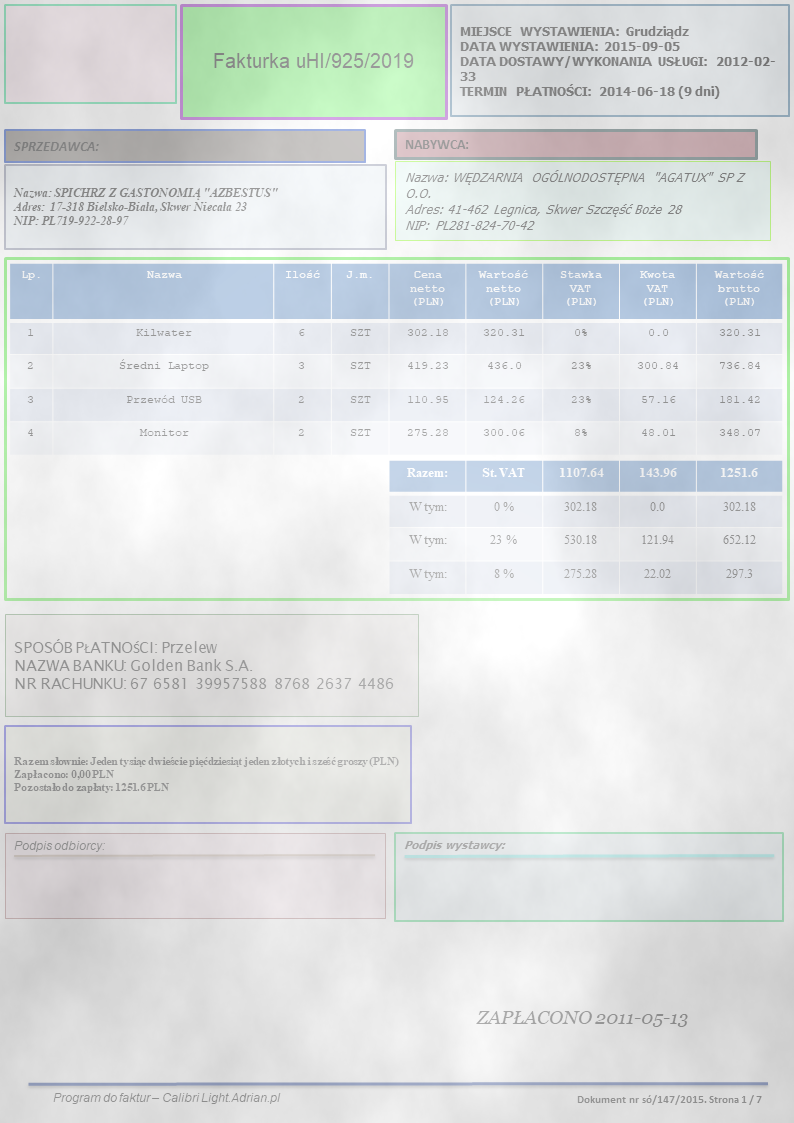 Fakturka uHI/925/2019
MIEJSCE WYSTAWIENIA: Grudziądz
DATA WYSTAWIENIA: 2015-09-05
DATA DOSTAWY/WYKONANIA USŁUGI: 2012-02-
33
TERMIN PŁATNOŚCI: 2014-06-18 (9 dni)
SPRZEDAWCA:
Nazwa: SPICHRZ Z GASTONOMIĄ "AZBESTUS"
Adres: 17-318 Bielsko-Biała, Skwer Niecała 23
NIP: PL719-922-28-97
NABYWCA:
Nazwa: WĘDZARNIA OGÓLNODOSTĘPNA "AGATUX" SP Z
O.O.
Adres: 41-462 Legnica, Skwer Szczęść Boże 28
NIP: PL281-824-70-42
Lp. Nazwa Ilość J.m. Cena netto (PLN) Wartość netto (PLN) Stawka VAT (PLN) Kwota VAT (PLN) Wartość brutto (PLN)
1 Kilwater 6 SZT 302.18 320.31 0% 0.0 320.31
2 Średni Laptop 3 SZT 419.23 436.0 23% 300.84 736.84
3 Przewód USB 2 SZT 110.95 124.26 23% 57.16 181.42
4 Monitor 2 SZT 275.28 300.06 8% 48.01 348.07
Razem: St. VAT 1107.64 143.96 1251.6
W tym: 0 % 302.18 0.0 302.18
W tym: 23 % 530.18 121.94 652.12
W tym: 8 % 275.28 22.02 297.3
SPOSÓB PŁATNOŚCI: Przelew
NAZWA BANKU: Golden Bank S.A.
NR RACHUNKU: 67 6581 39957588 8768 2637 4486
Razem słownie: Jeden tysiąc dwieście pięćdziesiąt jeden złotych i sześć groszy (PLN)
Zapłacono: 0,00 PLN
Pozostało do zapłaty: 1251.6 PLN
Podpis odbiorcy:
Podpis wystawcy:
ZAPŁACONO 2011-05-13
Program do faktur – Calibri Light.Adrian.pl
Dokument nr só/147/2015. Strona 1 / 7